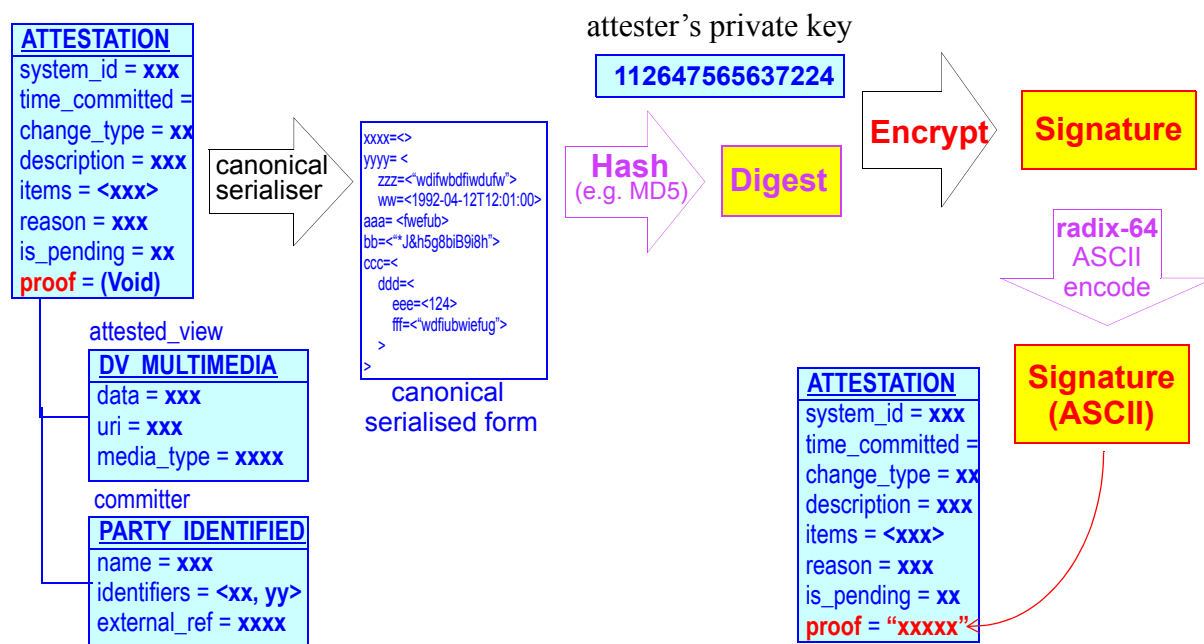 ATTESTATION
system_id = xxx
time_committed =
change_type = xx
description = xxx
items = <xxx>
reason = xxx
is_pending = xx
proof = (Void)
attested_view
DV_MULTIMEDIA
data = xxx
uri = xxx
media_type = xxxx
committer
PARTY_IDENTIFIED
name = xxx
identifiers = <xx, yy>
external_ref = xxxx
canonical
serialiser
xxxx=<>
yyyy= <
zzz=<“wdifwbdfiwdufw”>
ww=<1992-04-12T12:01:00>
aaa= <fwefub>
bb=<“*J&h5g8biB9i8h”>
ccc=<
ddd=<
eee=<124>
fff=<“wdfiubwiefug”>
>
>
canonical
serialised form
Hash
(e.g. MD5)
Digest
attester’s private key
112647565637224
Encrypt
Signature
radix-64
ASCII
encode
Signature
(ASCII)
ATTESTATION
system_id = xxx
time_committed =
change_type = xx
description = xxx
items = <xxx>
reason = xxx
is_pending = xx
proof = “xxxxx”